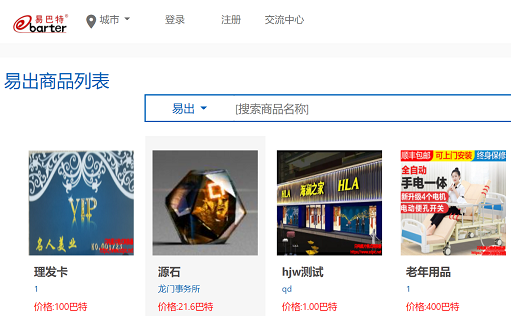 易巴特®
ebarter
城市
登录
注册
交流中心
易出商品列表
易出
[搜索商品名称]
VIP
名人美业
海澜之家 HLA
HLA
顺丰包邮 可上门安装 终身保修
全自动
手电一体
新升级4个电机
电动便孔开关
理发卡
1
价格:100巴特
源石
龙门事务所
价格:21.6巴特
hjw测试
qd
价格:1.00巴特
老年用品
1
价格:400巴特